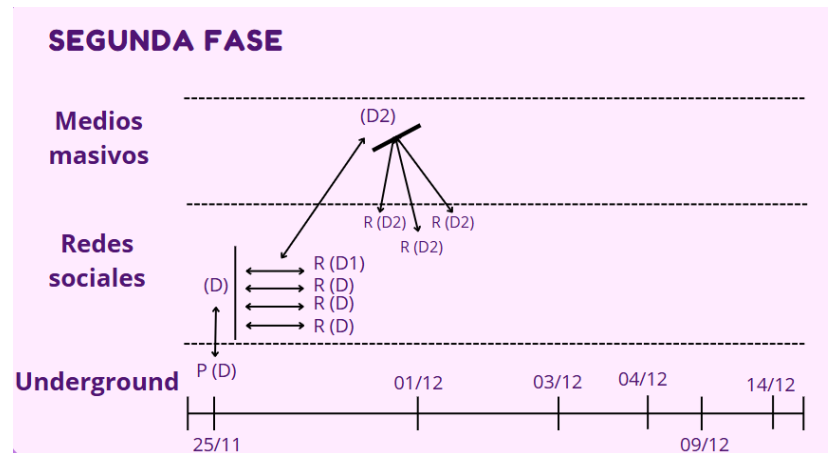 SEGUNDA FASE
Medios
masivos
(D2)
R (D2)
R (D2)
R (D2)
Redes
sociales
(D)
R (D1)
R (D)
R (D)
R (D)
Underground
P (D)
01/12
03/12
04/12
14/12
25/11
09/12